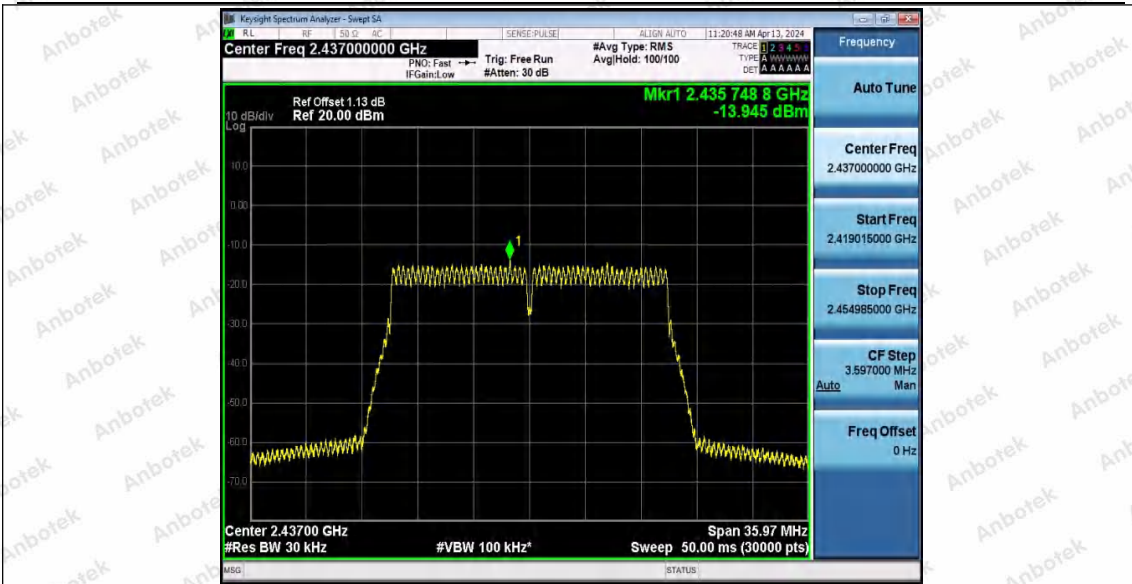 Keysight Spectrum Analyzer - Swept SA
RL RF 50 Ω AC SENSE:PULSE ALIGN AUTO 11:20:48 AM Apr 13, 2024
Center Freq 2.437000000 GHz
PNO: Fast
IFGain:Low
Trig: Free Run
#Atten: 30 dB
#Avg Type: RMS
Avg|Hold: 100/100
TRACE 1 2 3 4 5 6
TYPE A WWWWW
DET A A A A A A
Frequency
Auto Tune
Center Freq
2.437000000 GHz
Start Freq
2.419015000 GHz
Stop Freq
2.454985000 GHz
CF Step
3.597000 MHz
Auto Man
Freq Offset
0 Hz
Mkr1 2.435 748 8 GHz
-13.945 dBm
Ref Offset 1.13 dB
10 dB/div Ref 20.00 dBm
Log
10.0
0.00
-10.0
-20.0
-30.0
-40.0
-50.0
-60.0
-70.0
1
Center 2.43700 GHz Span 35.97 MHz
#Res BW 30 kHz #VBW 100 kHz* Sweep 50.00 ms (30000 pts)
MSG STATUS
Anbotek